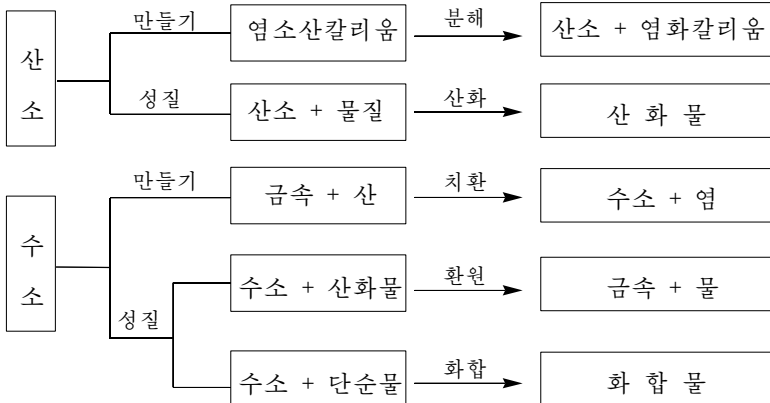 산소
만들기
염소산칼리움
분해
산소 + 염화칼리움
성질
산소 + 물질
산화
산 화 물
수소
만들기
금속 + 산
치환
수소 + 염
성질
수소 + 산화물
환원
금속 + 물
수소 + 단순물
화합
화 합 물